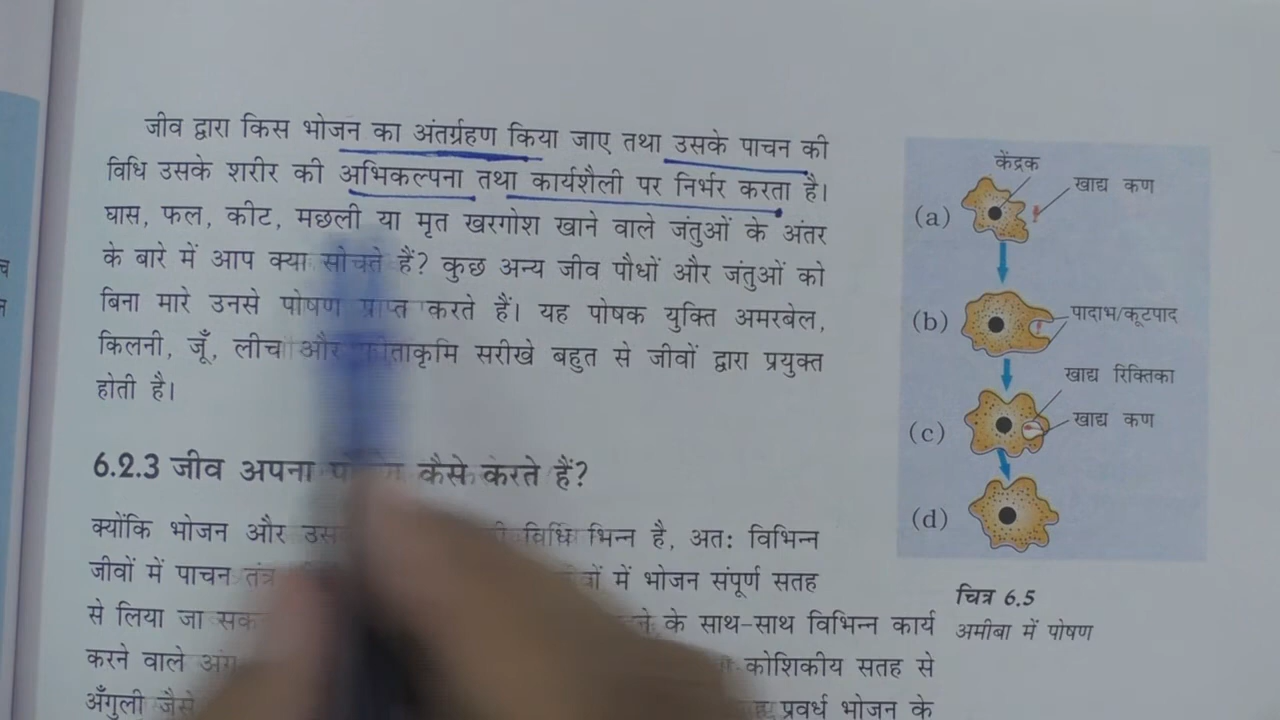 जीव द्वारा किस भोजन का अंतर्ग्रहण किया जाए तथा उसके पाचन की
विधि उसके शरीर की अभिकल्पना तथा कार्यशैली पर निर्भर करता है।
घास, फल, कीट, मछली या मृत खरगोश खाने वाले जंतुओं के अंतर
के बारे में आप क्या सोचते हैं? कुछ अन्य जीव पौधों और जंतुओं को
बिना मारे उनसे पोषण प्राप्त करते हैं। यह पोषक युक्ति अमरबेल,
किलनी, जूँ, लीच और फीताकृमि सरीखे बहुत से जीवों द्वारा प्रयुक्त
होती है।
6.2.3 जीव अपना कैसे करते हैं?
क्योंकि भोजन और विधि भिन्न है, अतः विभिन्न
जीवों में पाचन तंत्र में भोजन संपूर्ण सतह
से लिया जा के साथ-साथ विभिन्न कार्य
करने वाले कोशिकीय सतह से
अँगुली जैसे प्रवर्ध भोजन के
केंद्रक
खाद्य कण
(a)
(b)
पादाभ/कूटपाद
खाद्य रिक्तिका
(c)
खाद्य कण
(d)
चित्र 6.5
अमीबा में पोषण